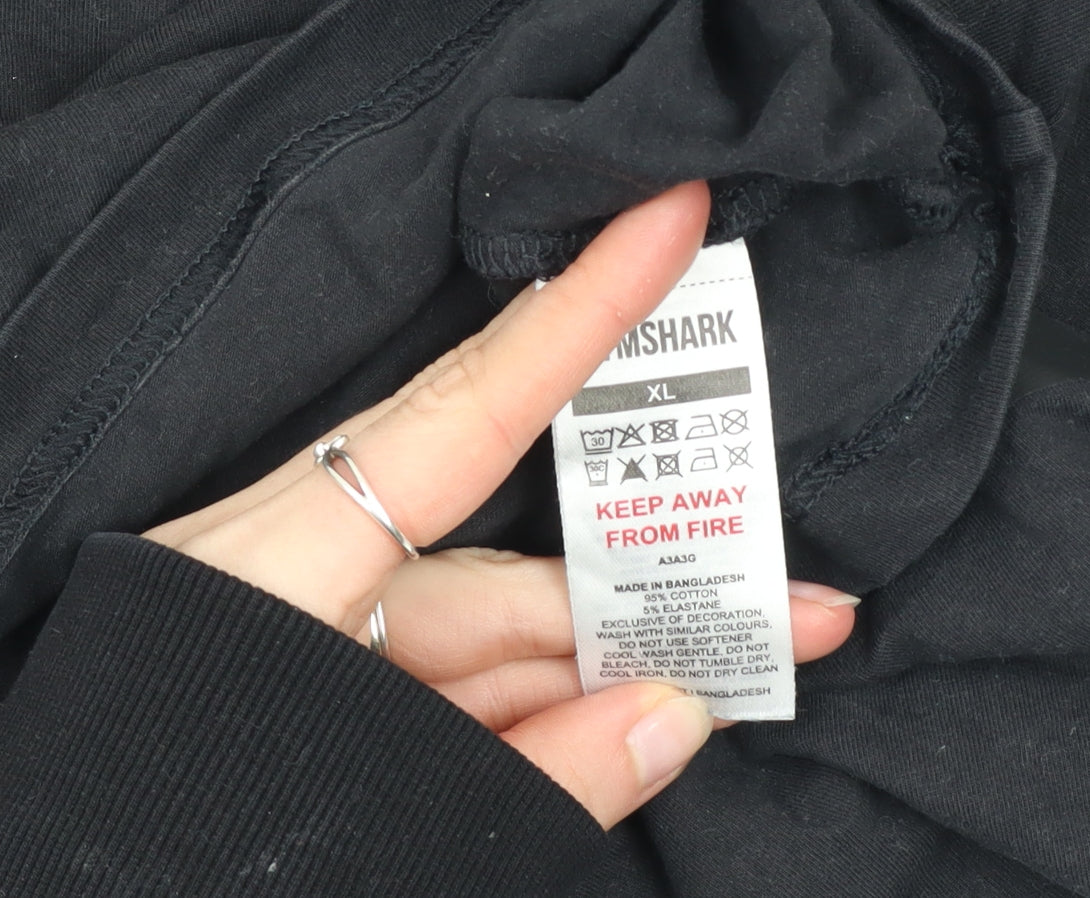 MSHARK
XL
30
30C
KEEP AWAY
FROM FIRE
A3A3G
MADE IN BANGLADESH
95% COTTON
5% ELASTANE
EXCLUSIVE OF DECORATION,
WASH WITH SIMILAR COLOURS,
DO NOT USE SOFTENER
COOL WASH GENTLE, DO NOT
BLEACH, DO NOT TUMBLE DRY,
COOL IRON, DO NOT DRY CLEAN
BANGLADESH